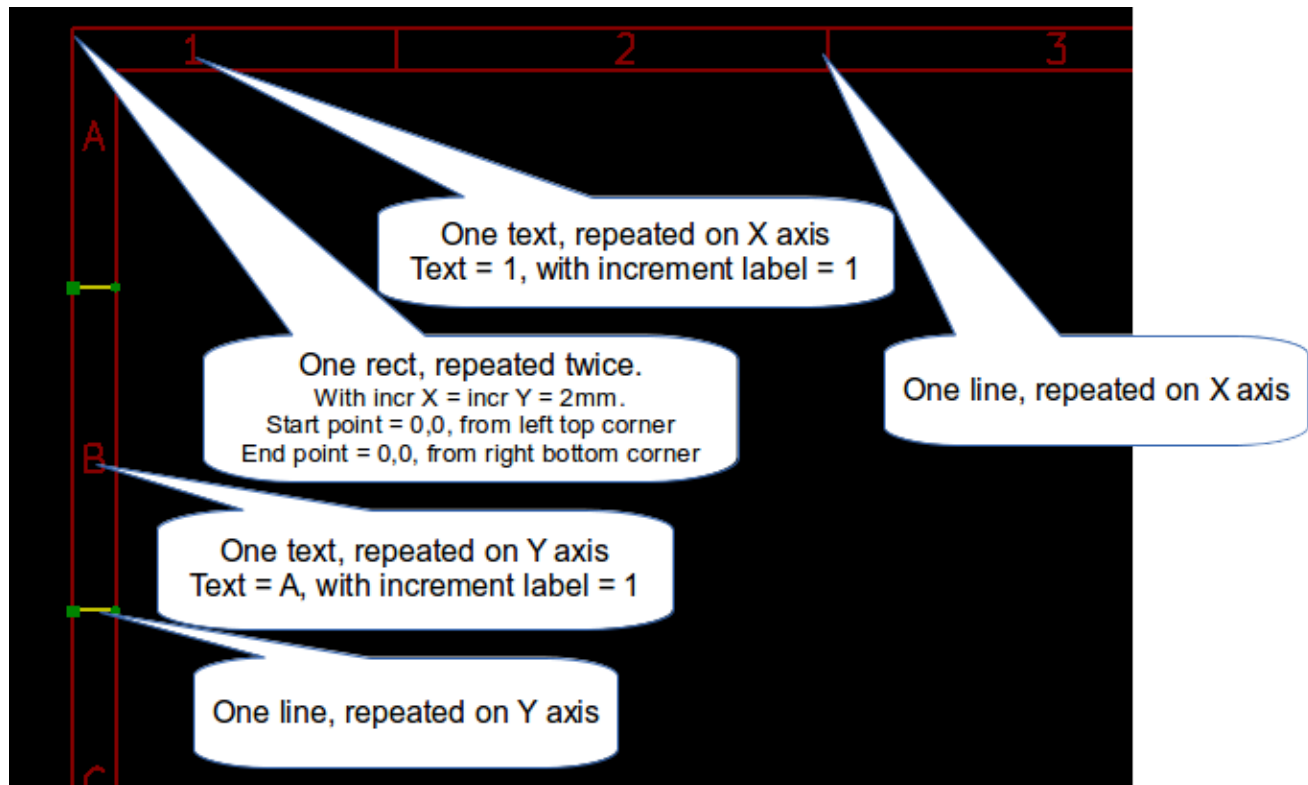 1
2
3
A
One text, repeated on X axis
Text = 1, with increment label = 1
One rect, repeated twice.
With incr X = incr Y = 2mm.
Start point = 0,0, from left top corner
End point = 0,0, from right bottom corner
One line, repeated on X axis
B
One text, repeated on Y axis
Text = A, with increment label = 1
One line, repeated on Y axis
C